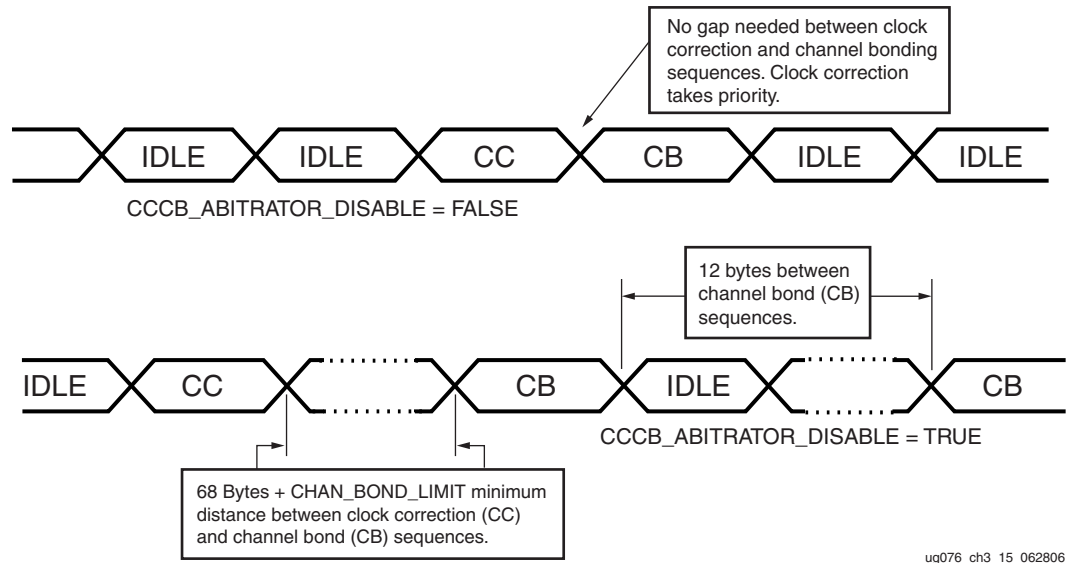 No gap needed between clock
correction and channel bonding
sequences. Clock correction
takes priority.
IDLE IDLE CC CB IDLE IDLE
CCCB_ABITRATOR_DISABLE = FALSE
12 bytes between
channel bond (CB)
sequences.
IDLE CC CB IDLE CB
CCCB_ABITRATOR_DISABLE = TRUE
68 Bytes + CHAN_BOND_LIMIT minimum
distance between clock correction (CC)
and channel bond (CB) sequences.
ug076_ch3_15_062806